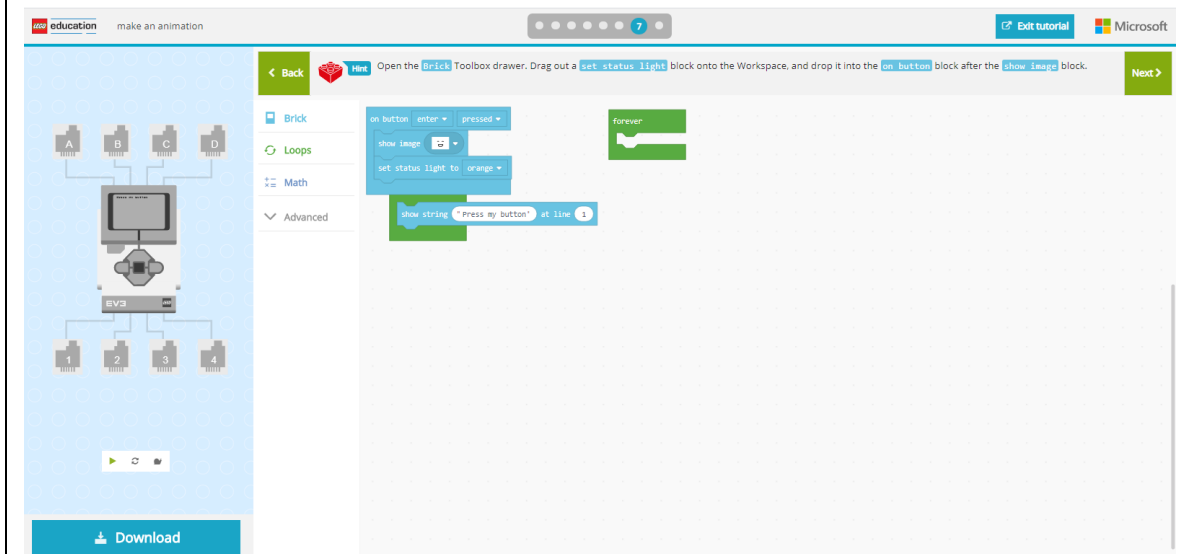 LEGO education make an animation 7 Exit tutorial Microsoft
Back Hint Open the Brick Toolbox drawer. Drag out a set status light block onto the Workspace, and drop it into the on button block after the show image block. Next
Brick
Loops
Math
Advanced
on button enter pressed
show image
set status light to orange
show string "Press my button" at line 1
forever
A B C D
EV3
1 2 3 4
Download